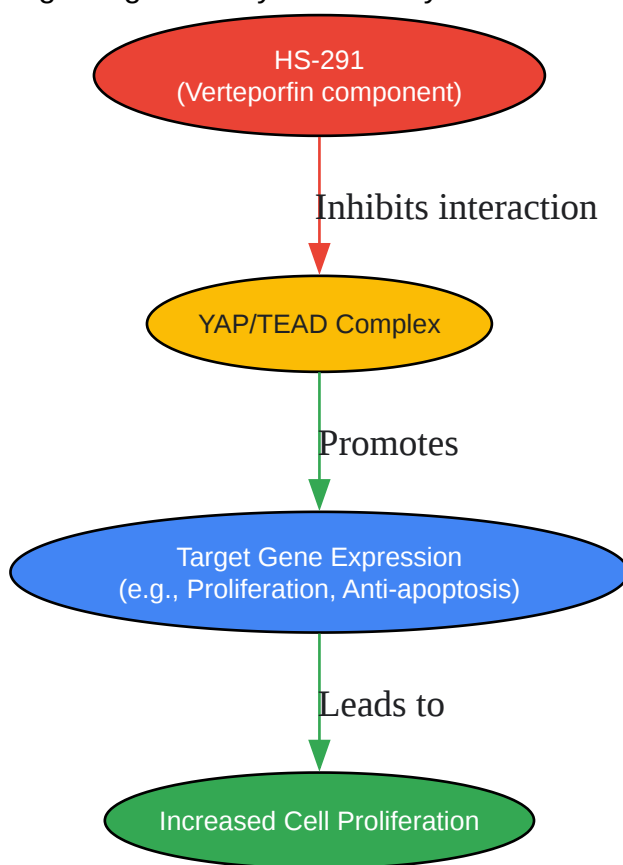 HS-291
(Verteporfin component)
Inhibits interaction
YAP/TEAD Complex
Promotes
Target Gene Expression
(e.g., Proliferation, Anti-apoptosis)
Leads to
Increased Cell Proliferation